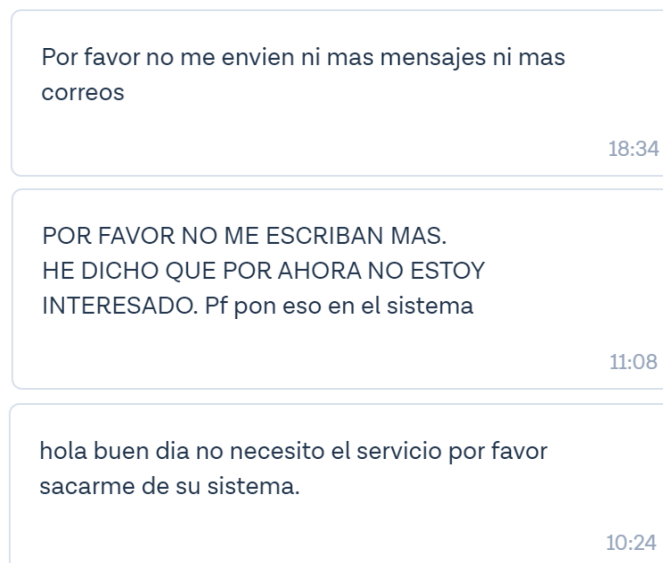 Por favor no me envien ni mas mensajes ni mas
correos
18:34
POR FAVOR NO ME ESCRIBAN MAS.
HE DICHO QUE POR AHORA NO ESTOY
INTERESADO. Pf pon eso en el sistema
11:08
hola buen dia no necesito el servicio por favor
sacarme de su sistema.
10:24